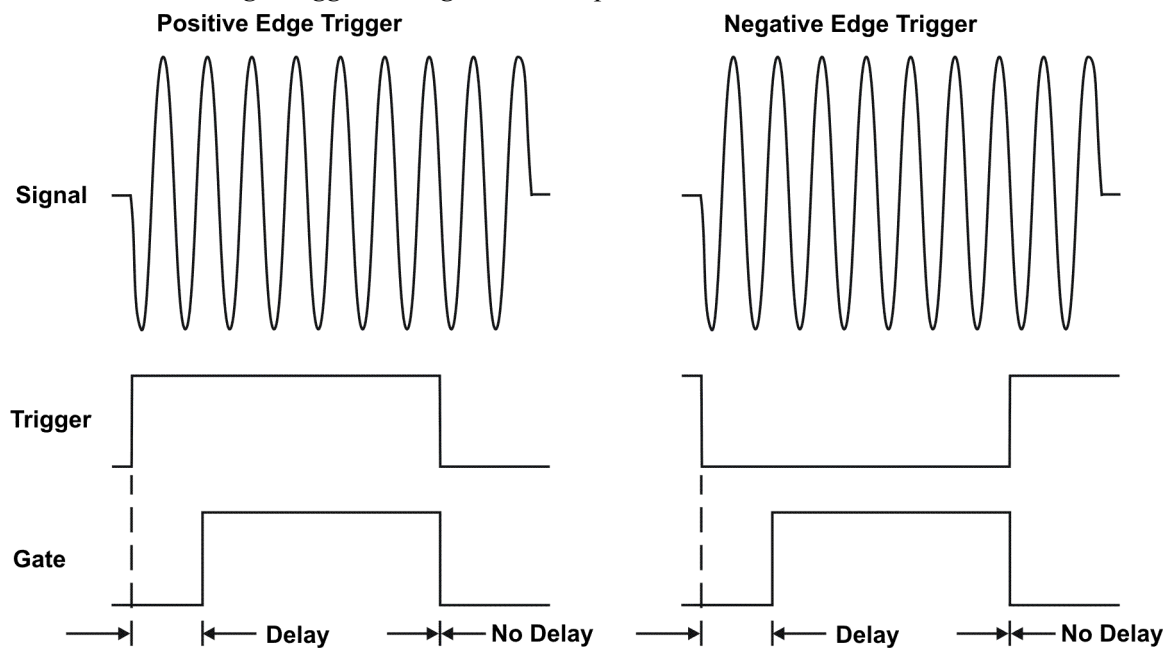 Positive Edge Trigger Negative Edge Trigger
Signal
Trigger
Gate
Delay No Delay Delay No Delay